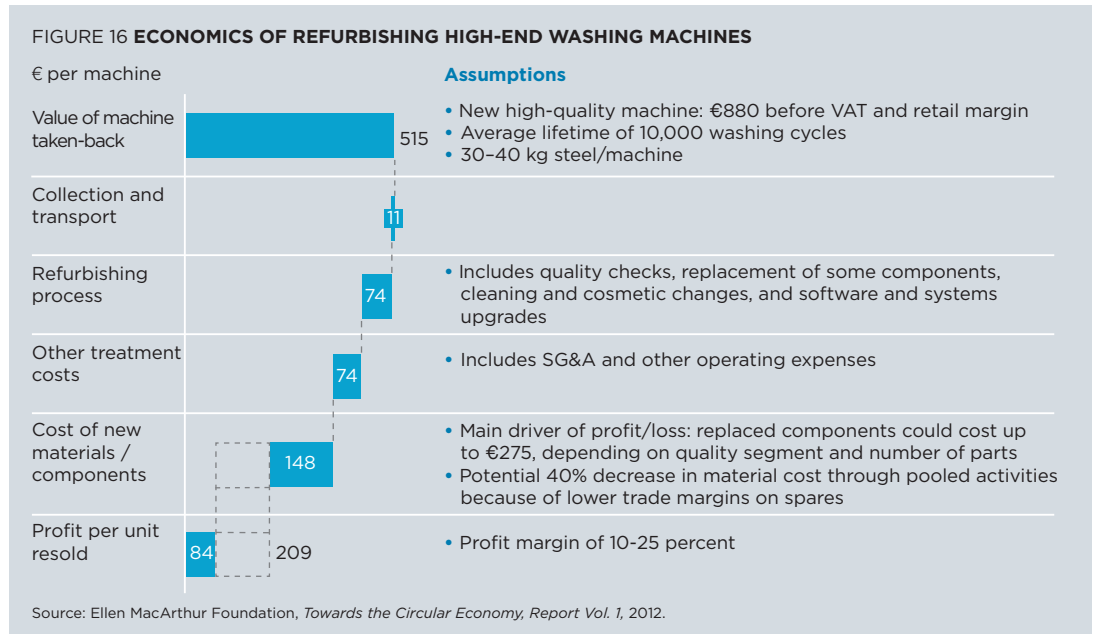 FIGURE 16 ECONOMICS OF REFURBISHING HIGH-END WASHING MACHINES
€ per machine
Assumptions
Value of machine
taken-back
515
• New high-quality machine: €880 before VAT and retail margin
• Average lifetime of 10,000 washing cycles
• 30–40 kg steel/machine
Collection and
transport
11
Refurbishing
process
74
• Includes quality checks, replacement of some components,
cleaning and cosmetic changes, and software and systems
upgrades
Other treatment
costs
74
• Includes SG&A and other operating expenses
Cost of new
materials /
components
148
• Main driver of profit/loss: replaced components could cost up
to €275, depending on quality segment and number of parts
• Potential 40% decrease in material cost through pooled activities
because of lower trade margins on spares
Profit per unit
resold
84
209
• Profit margin of 10-25 percent
Source: Ellen MacArthur Foundation, Towards the Circular Economy, Report Vol. 1, 2012.